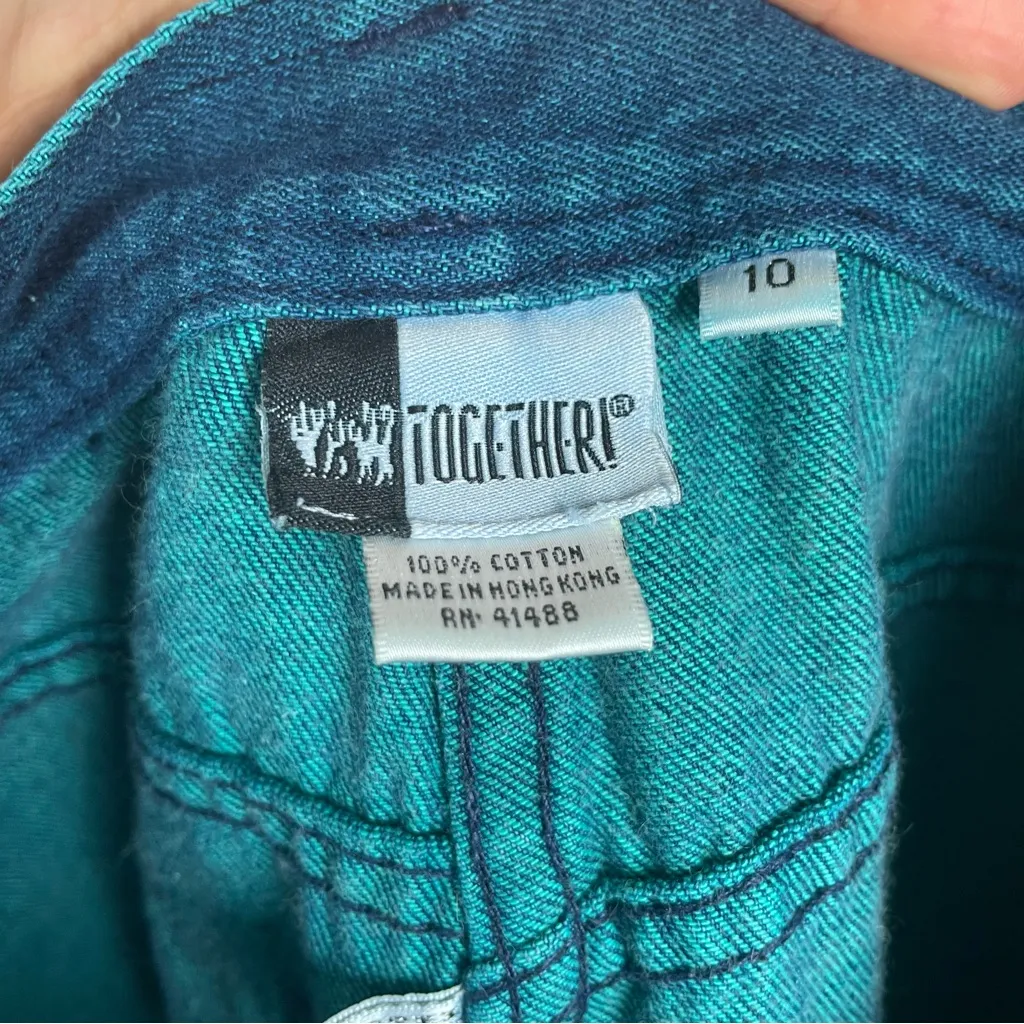 10
TOGETHER!®
100% COTTON
MADE IN HONG KONG
RN: 41488